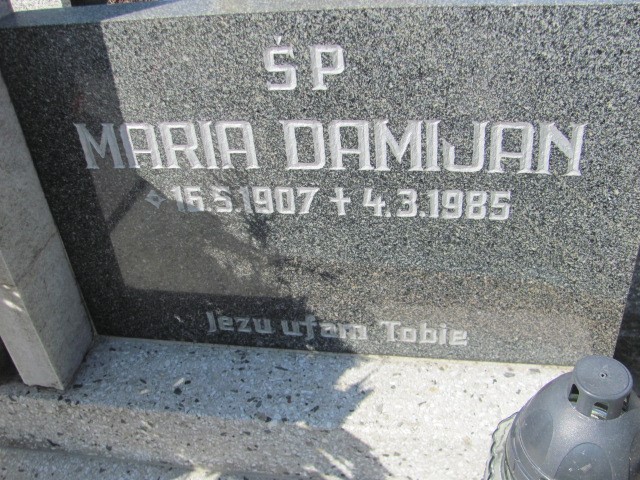 ŚP
MARIA DAMIJAN
* 16.5.1907 + 4.3.1985
Jezu ufam Tobie